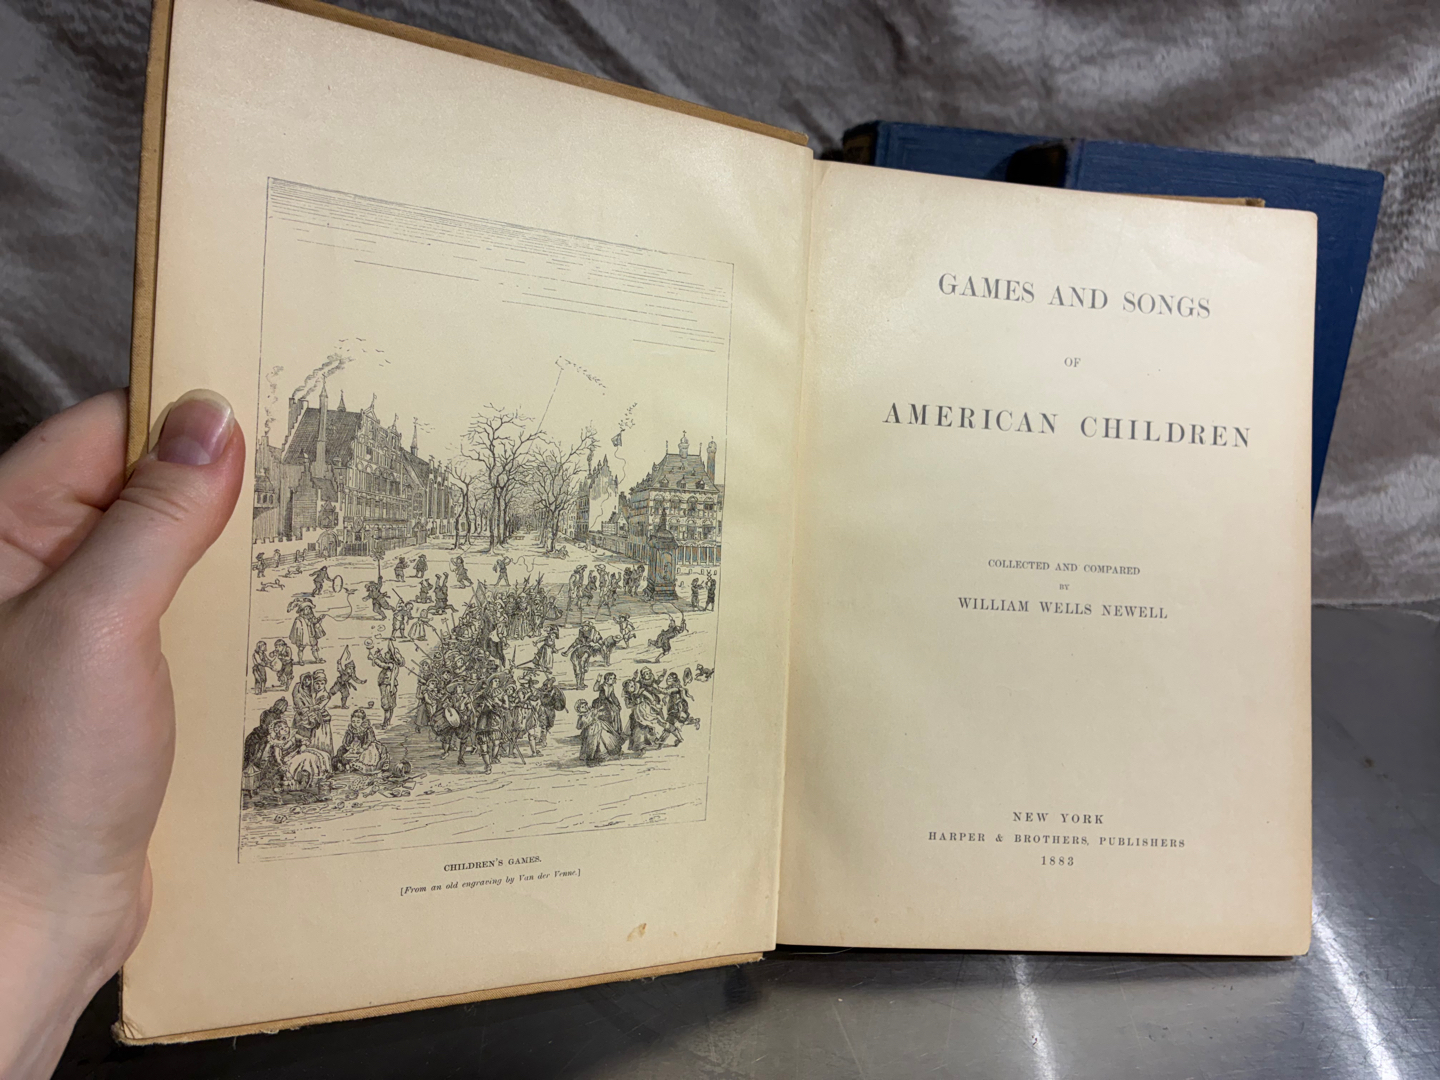 CHILDREN'S GAMES.
[From an old engraving by Van der Venne.]
GAMES AND SONGS
OF
AMERICAN CHILDREN
COLLECTED AND COMPARED
BY
WILLIAM WELLS NEWELL
NEW YORK
HARPER & BROTHERS, PUBLISHERS
1883